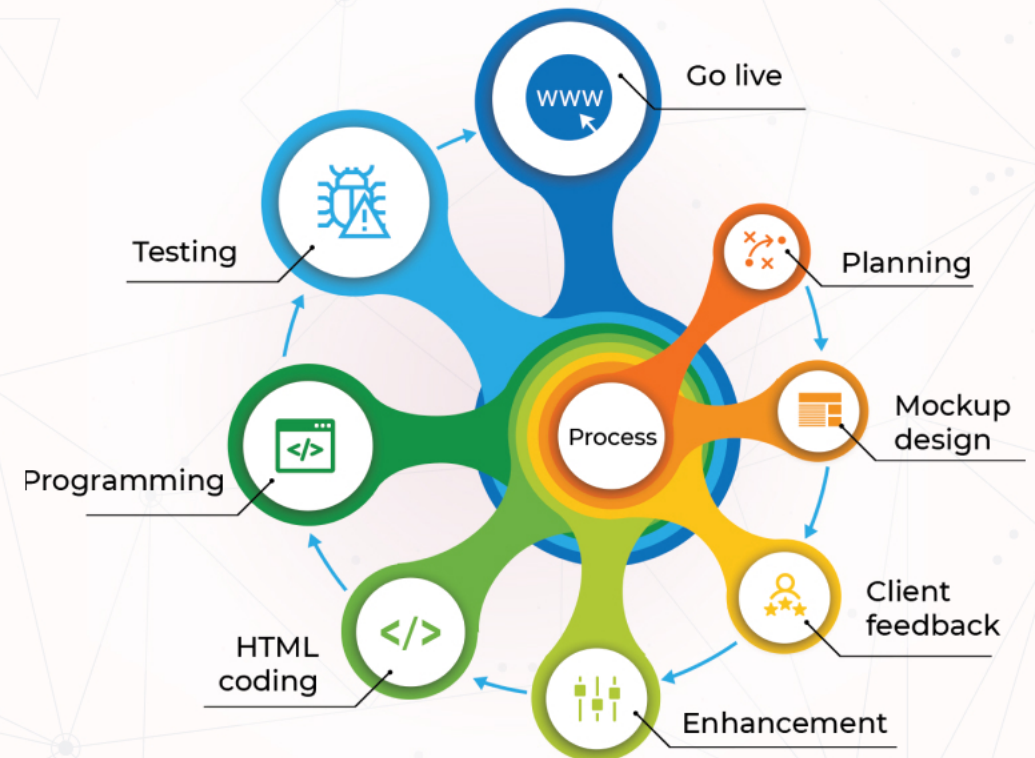 Go live
www
Planning
Testing
Mockup
design
Process
Programming
</>
Client
feedback
</>
HTML
coding
Enhancement